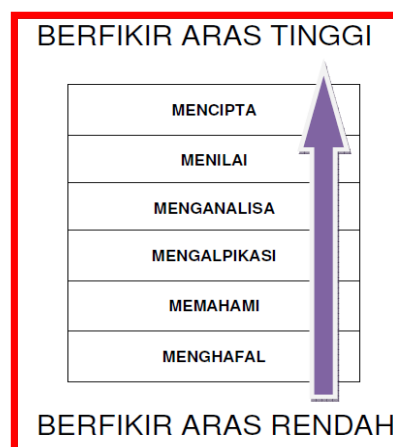 BERFIKIR ARAS TINGGI
MENCIPTA
MENILAI
MENGANALISA
MENGALPIKASI
MEMAHAMI
MENGHAFAL
BERFIKIR ARAS RENDAH